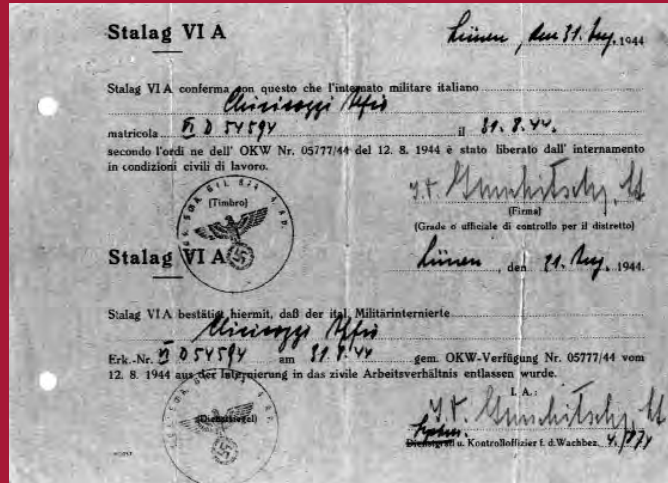 Stalag VI A
Lünen, den 31. Aug. 1944
Stalag VI A conferma con questo che l'internato militare italiano
matricola VI D 54594 il 31.8.44.
secondo l'ordi ne dell' OKW Nr. 05777/44 del 12. 8. 1944 è stato liberato dall' internamento
in condizioni civili di lavoro.
(Timbro)
(Firma)
(Grado o ufficiale di controllo per il distretto)
Stalag VI A
Lünen, den 31. Aug. 1944.
Stalag VI A bestätigt hiermit, daß der ital. Militärinternierte
Erk.-Nr. VI D 54594 am 31.8.44 gem. OKW-Verfügung Nr. 05777/44 vom
12. 8. 1944 aus der Internierung in das zivile Arbeitsverhältnis entlassen wurde.
I. A.:
(Dienstsiegel)
Dienstgrad u. Kontrolloffizier f. d. Wachbez.